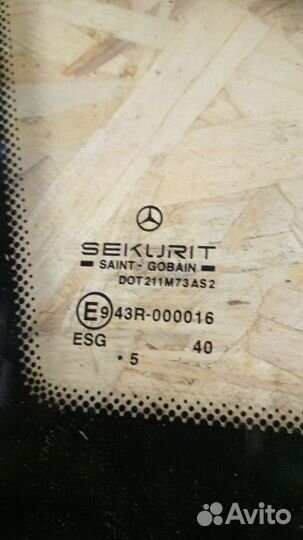 SEKURIT
SAINT - GOBAIN
DOT211M73AS2
E9 43R-000016
ESG 40
· 5
Avito